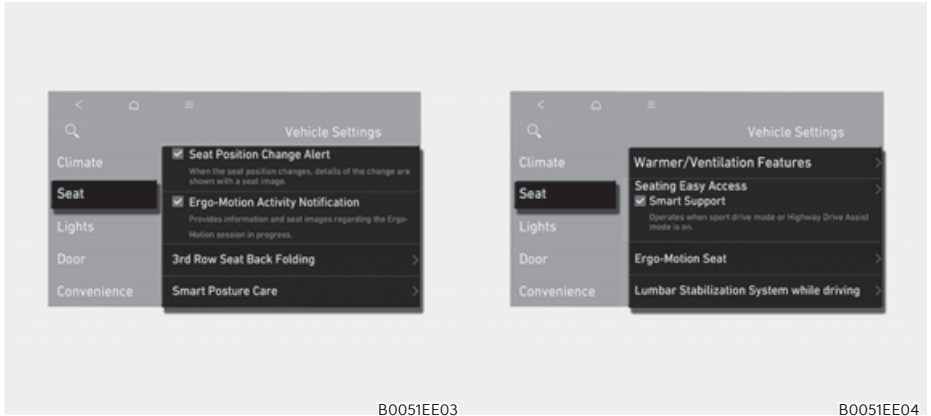 Vehicle Settings
Climate
Seat
Lights
Door
Convenience
Seat Position Change Alert
When the seat position changes, details of the change are
shown with a seat image.
Ergo-Motion Activity Notification
Provides information and seat images regarding the Ergo-
Motion session in progress.
3rd Row Seat Back Folding
Smart Posture Care
B0051EE03
Vehicle Settings
Climate
Seat
Lights
Door
Convenience
Warmer/Ventilation Features
Seating Easy Access
Smart Support
Operates when sport drive mode or Highway Drive Assist
mode is on.
Ergo-Motion Seat
Lumbar Stabilization System while driving
B0051EE04